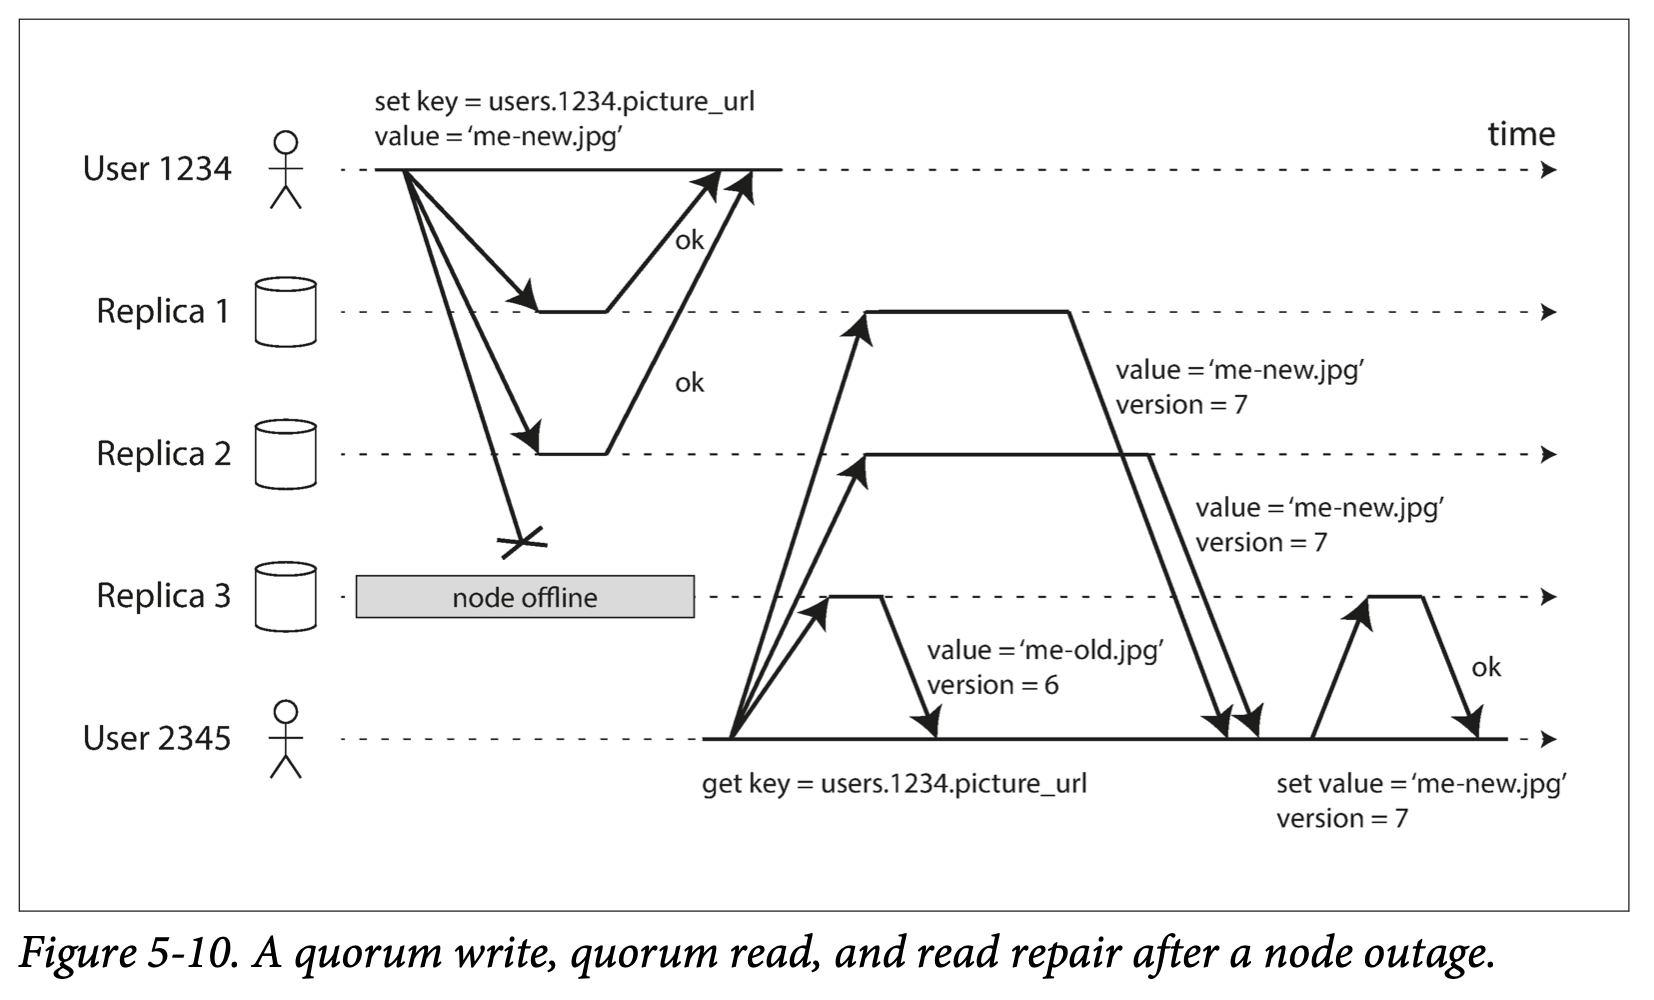 set key = users.1234.picture_url
value = ‘me-new.jpg’
time
User 1234
ok
Replica 1
value = ‘me-new.jpg’
version = 7
ok
Replica 2
value = ‘me-new.jpg’
version = 7
Replica 3
node offline
value = ‘me-old.jpg’
version = 6
ok
User 2345
get key = users.1234.picture_url
set value = ‘me-new.jpg’
version = 7
Figure 5-10. A quorum write, quorum read, and read repair after a node outage.